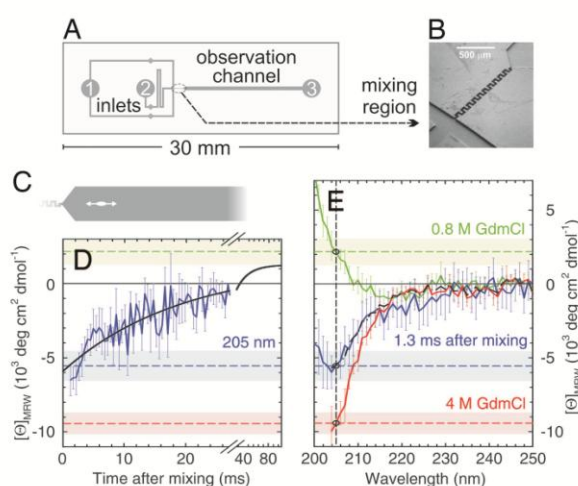 A
observation
channel
1
2
inlets
3
30 mm
mixing
region
B
500 µm
C
D
205 nm
0
-5
-10
[Θ]MRW (10³ deg cm² dmol⁻¹)
0
10
20
40
80
Time after mixing (ms)
E
0.8 M GdmCl
1.3 ms after mixing
4 M GdmCl
200
210
220
230
240
250
Wavelength (nm)
5
0
-5
-10
[Θ]MRW (10³ deg cm² dmol⁻¹)